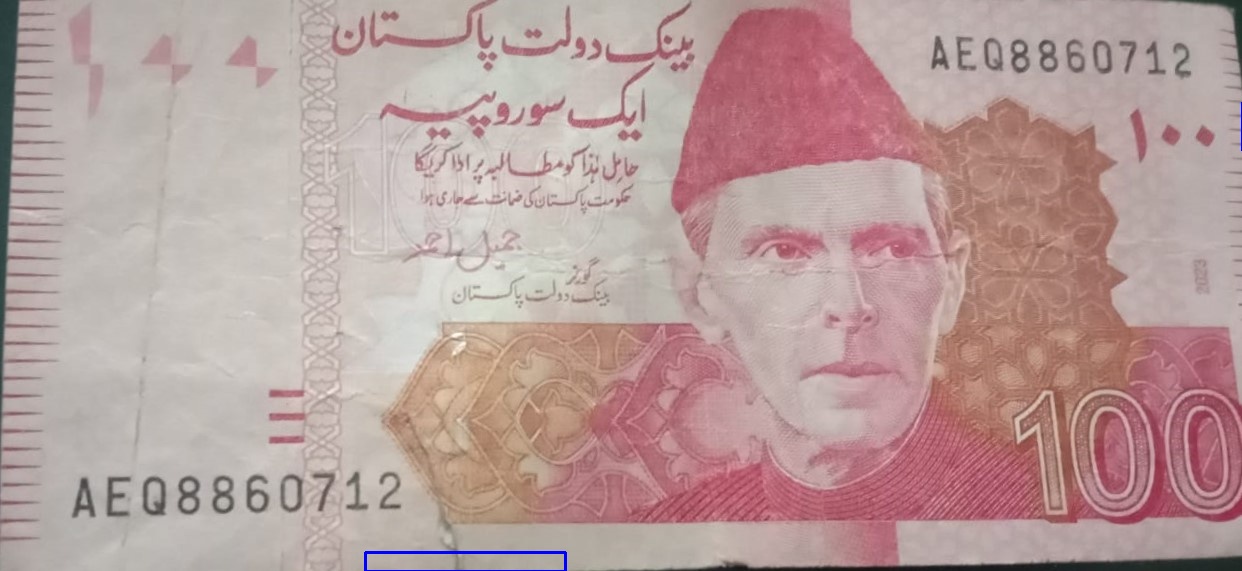 بینک دولت پاکستان
AEQ8860712
ایک سو روپیہ
۱۰۰
حامل ہٰذا کو مطالبہ پر ادا کریگا
حکومت پاکستان کی ضمانت سے جاری ہوا
جمیل احمد
گورنر
بینک دولت پاکستان
2023
100
AEQ8860712